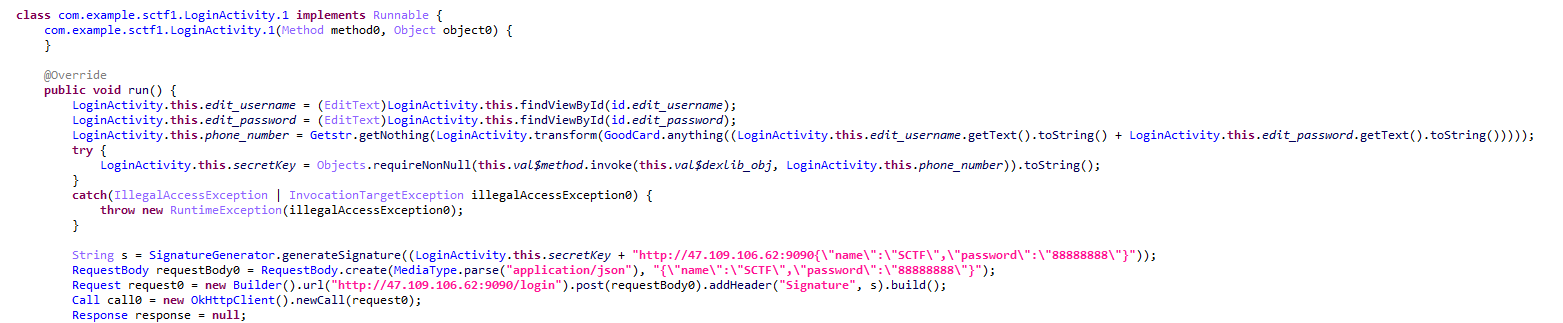 class com.example.sctf1.LoginActivity.1 implements Runnable {
    com.example.sctf1.LoginActivity.1(Method method0, Object object0) {
    }

    @Override
    public void run() {
        LoginActivity.this.edit_username = (EditText)LoginActivity.this.findViewById(id.edit_username);
        LoginActivity.this.edit_password = (EditText)LoginActivity.this.findViewById(id.edit_password);
        LoginActivity.this.phone_number = Getstr.getNothing(LoginActivity.transform(GoodCard.anything((LoginActivity.this.edit_username.getText().toString() + LoginActivity.this.edit_password.getText().toString()))));
        try {
            LoginActivity.this.secretKey = Objects.requireNonNull(this.val$method.invoke(this.val$dexlib_obj, LoginActivity.this.phone_number)).toString();
        }
        catch(IllegalAccessException | InvocationTargetException illegalAccessException0) {
            throw new RuntimeException(illegalAccessException0);
        }

        String s = SignatureGenerator.generateSignature((LoginActivity.this.secretKey + "http://47.109.106.62:9090{\"name\":\"SCTF\",\"password\":\"88888888\"}"));
        RequestBody requestBody0 = RequestBody.create(MediaType.parse("application/json"), "{\"name\":\"SCTF\",\"password\":\"88888888\"}");
        Request request0 = new Builder().url("http://47.109.106.62:9090/login").post(requestBody0).addHeader("Signature", s).build();
        Call call0 = new OkHttpClient().newCall(request0);
        Response response = null;